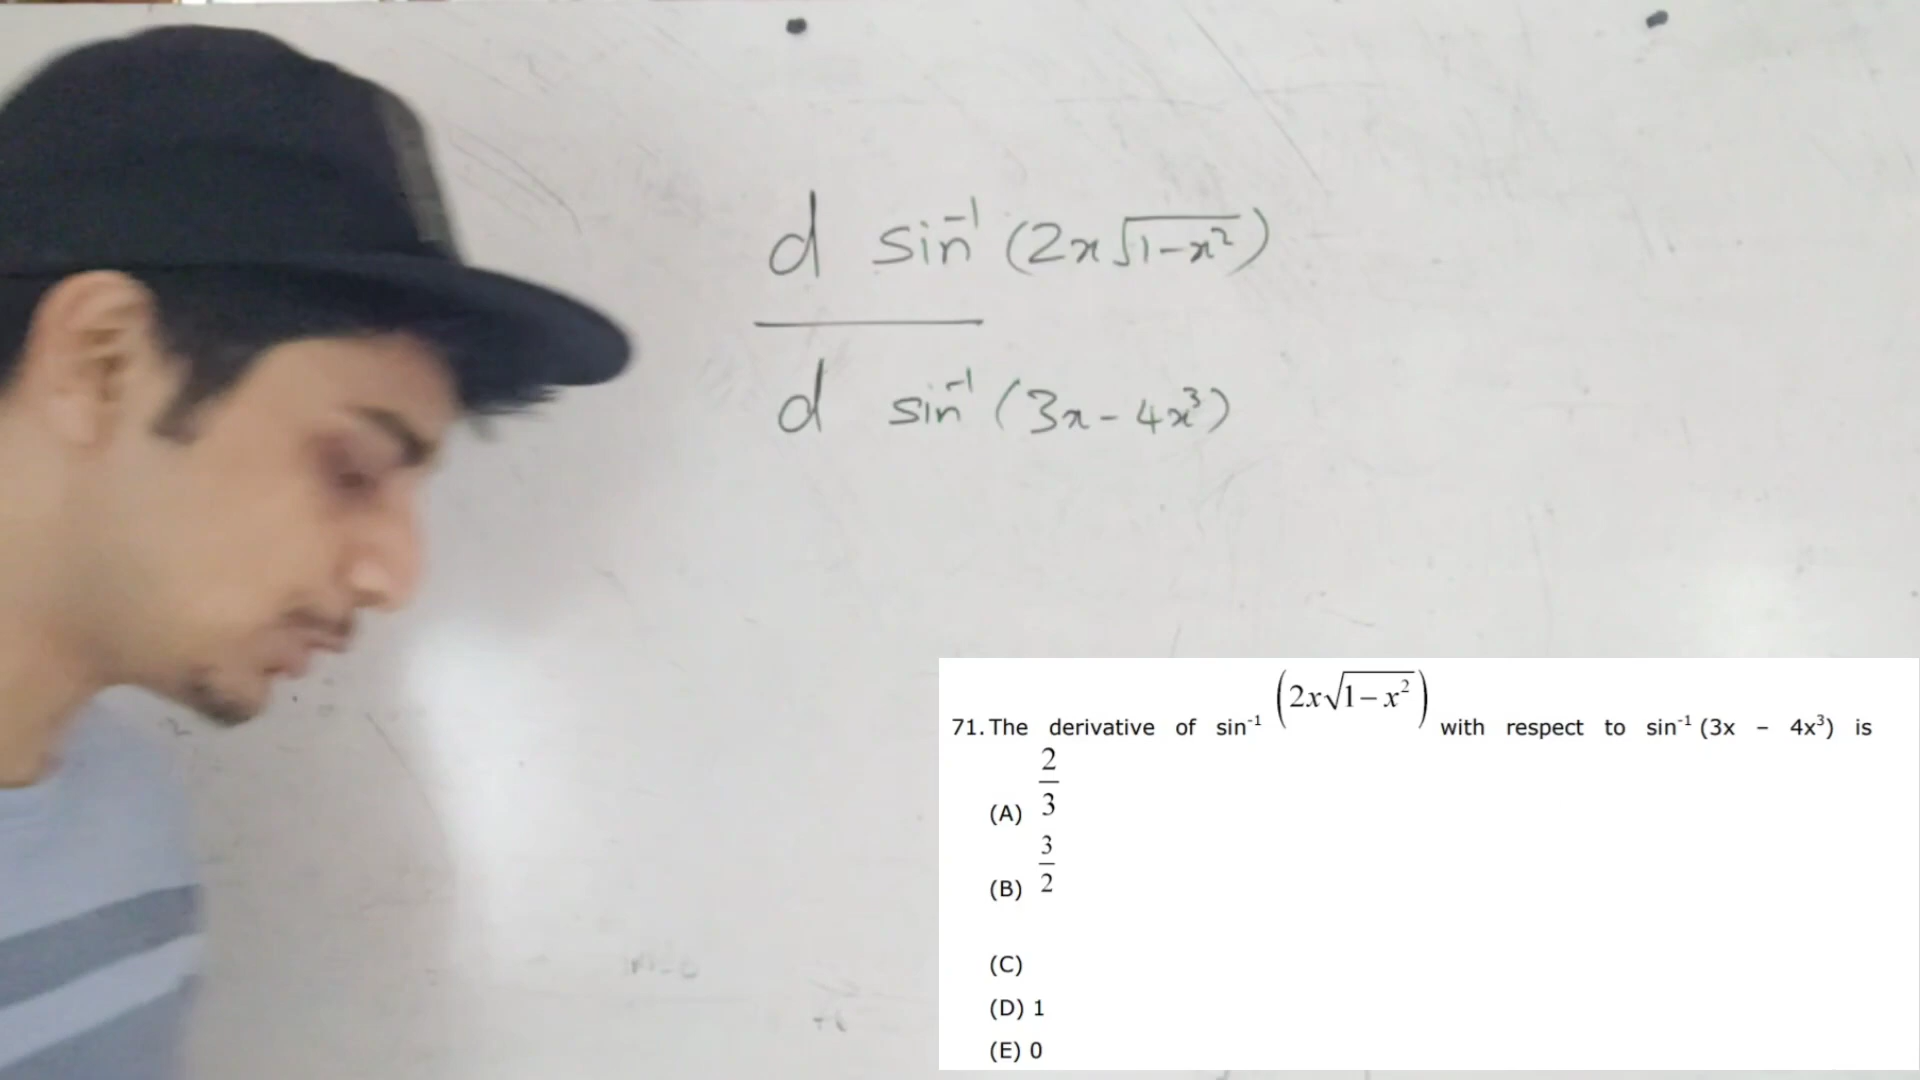 d sin⁻¹ (2x√1-x²)
d sin⁻¹ (3x - 4x³)
71. The derivative of sin⁻¹ (2x√1-x²) with respect to sin⁻¹ (3x - 4x³) is
(A) 2/3
(B) 3/2
(C)
(D) 1
(E) 0